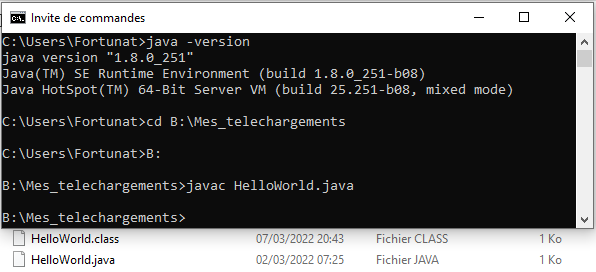 Invite de commandes
C:\Users\Fortunat>java -version
java version "1.8.0_251"
Java(TM) SE Runtime Environment (build 1.8.0_251-b08)
Java HotSpot(TM) 64-Bit Server VM (build 25.251-b08, mixed mode)
C:\Users\Fortunat>cd B:\Mes_telechargements
C:\Users\Fortunat>B:
B:\Mes_telechargements>javac HelloWorld.java
B:\Mes_telechargements>
HelloWorld.class 07/03/2022 20:43 Fichier CLASS 1 Ko
HelloWorld.java 02/03/2022 07:25 Fichier JAVA 1 Ko